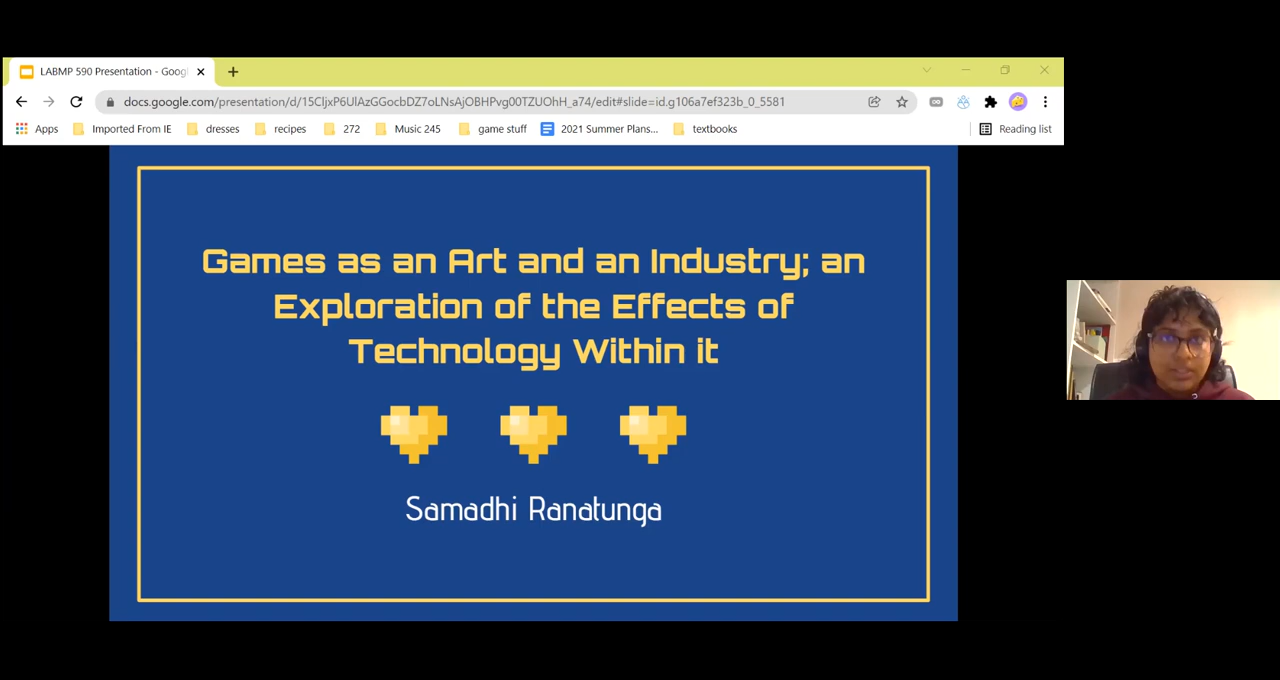 LABMP 590 Presentation - Goog
docs.google.com/presentation/d/15CljxP6UlAzGGocbDZ7oLNsAjOBHPvg00TZUOhH_a74/edit#slide=id.g106a7ef323b_0_5581
Apps Imported From IE dresses recipes 272 Music 245 game stuff 2021 Summer Plans... textbooks Reading list
Games as an Art and an Industry; an
Exploration of the Effects of
Technology Within it
Samadhi Ranatunga